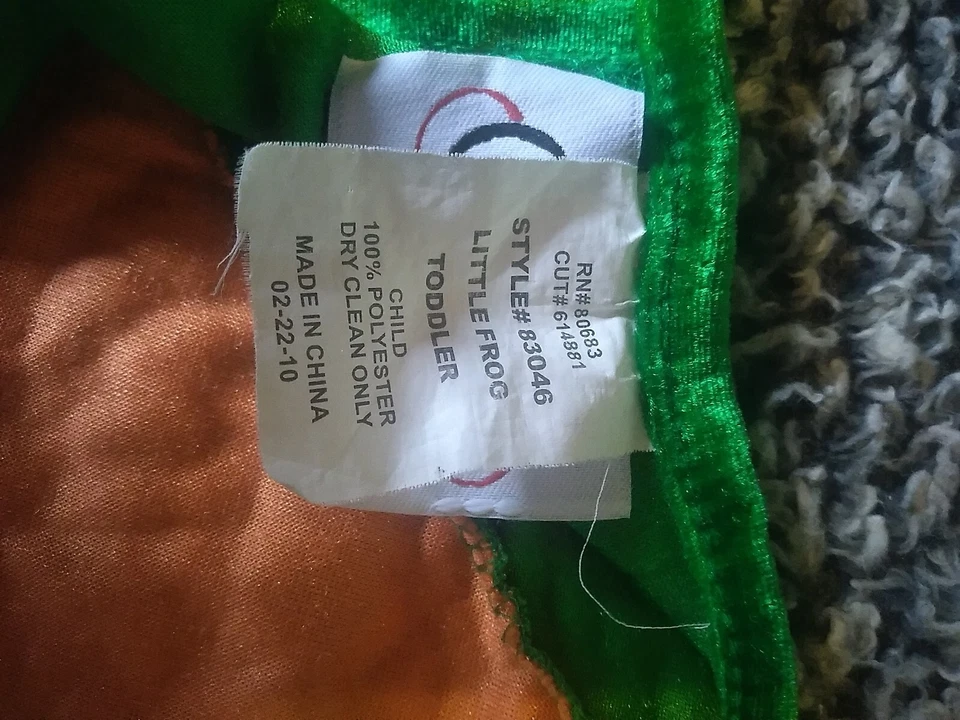 RN# 80683
CUT# 614881
STYLE# 83046
LITTLE FROG
TODDLER
CHILD
100% POLYESTER
DRY CLEAN ONLY
MADE IN CHINA
02-22-10